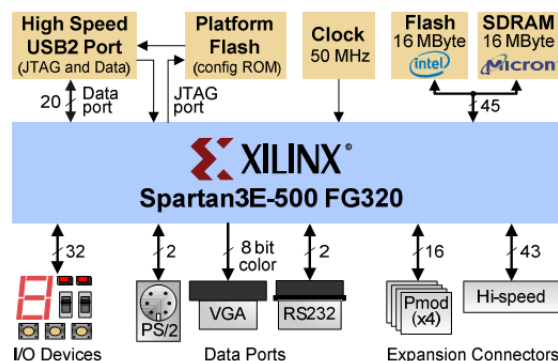 High Speed
USB2 Port
(JTAG and Data)
Platform
Flash
(config ROM)
Clock
50 MHz
Flash
16 MByte
intel
SDRAM
16 MByte
Micron
20
Data
port
JTAG
port
45
XILINX®
Spartan3E-500 FG320
32
2
8 bit
color
2
16
43
PS/2
VGA
RS232
Pmod
(x4)
Hi-speed
I/O Devices
Data Ports
Expansion Connectors